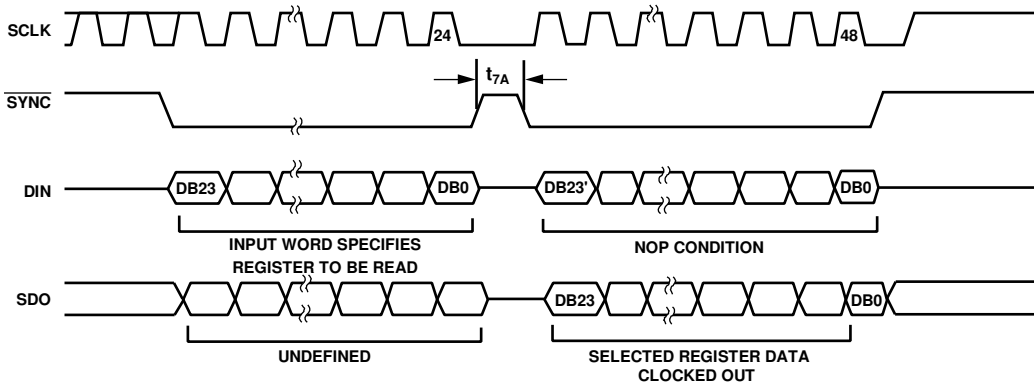 SCLK
24
48
t7A
SYNC
DIN
DB23
DB0
DB23'
DB0
INPUT WORD SPECIFIES
REGISTER TO BE READ
NOP CONDITION
SDO
DB23
DB0
UNDEFINED
SELECTED REGISTER DATA
CLOCKED OUT